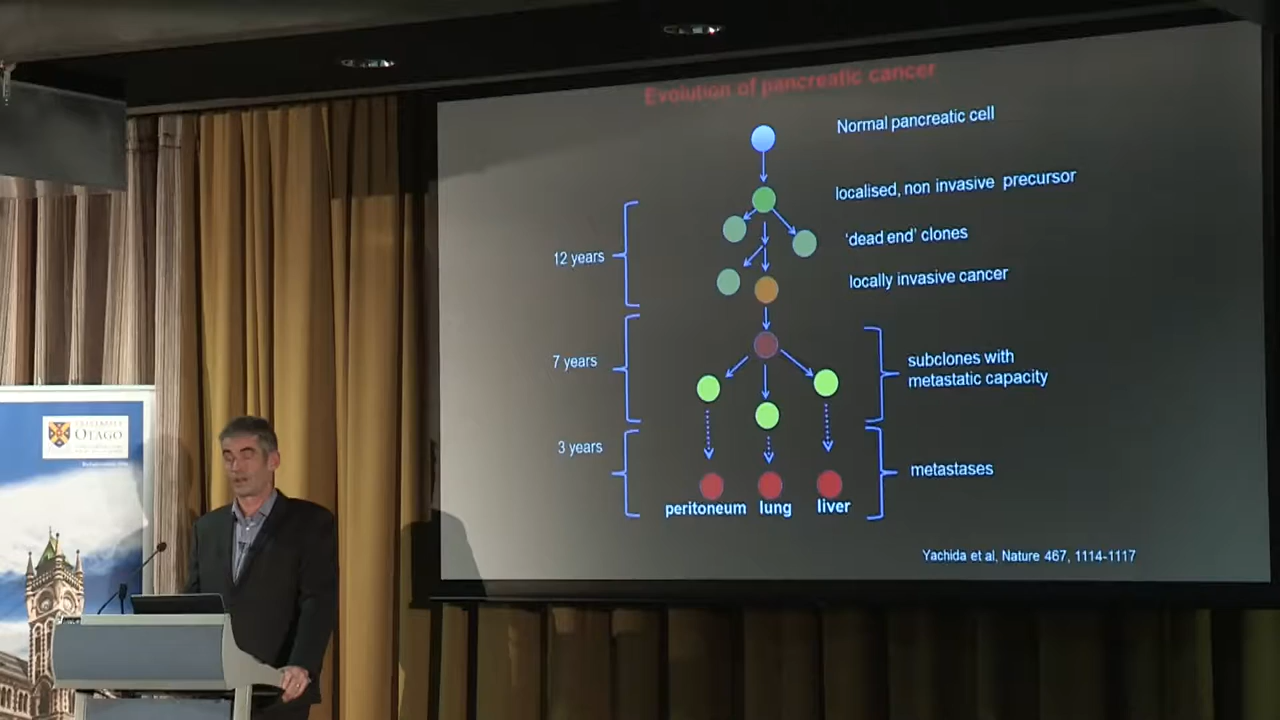 Evolution of pancreatic cancer
Normal pancreatic cell
localised, non invasive precursor
'dead end' clones
12 years
locally invasive cancer
7 years
subclones with
metastatic capacity
3 years
metastases
peritoneum lung liver
Yachida et al, Nature 467, 1114-1117
UNIVERSITY
OTAGO